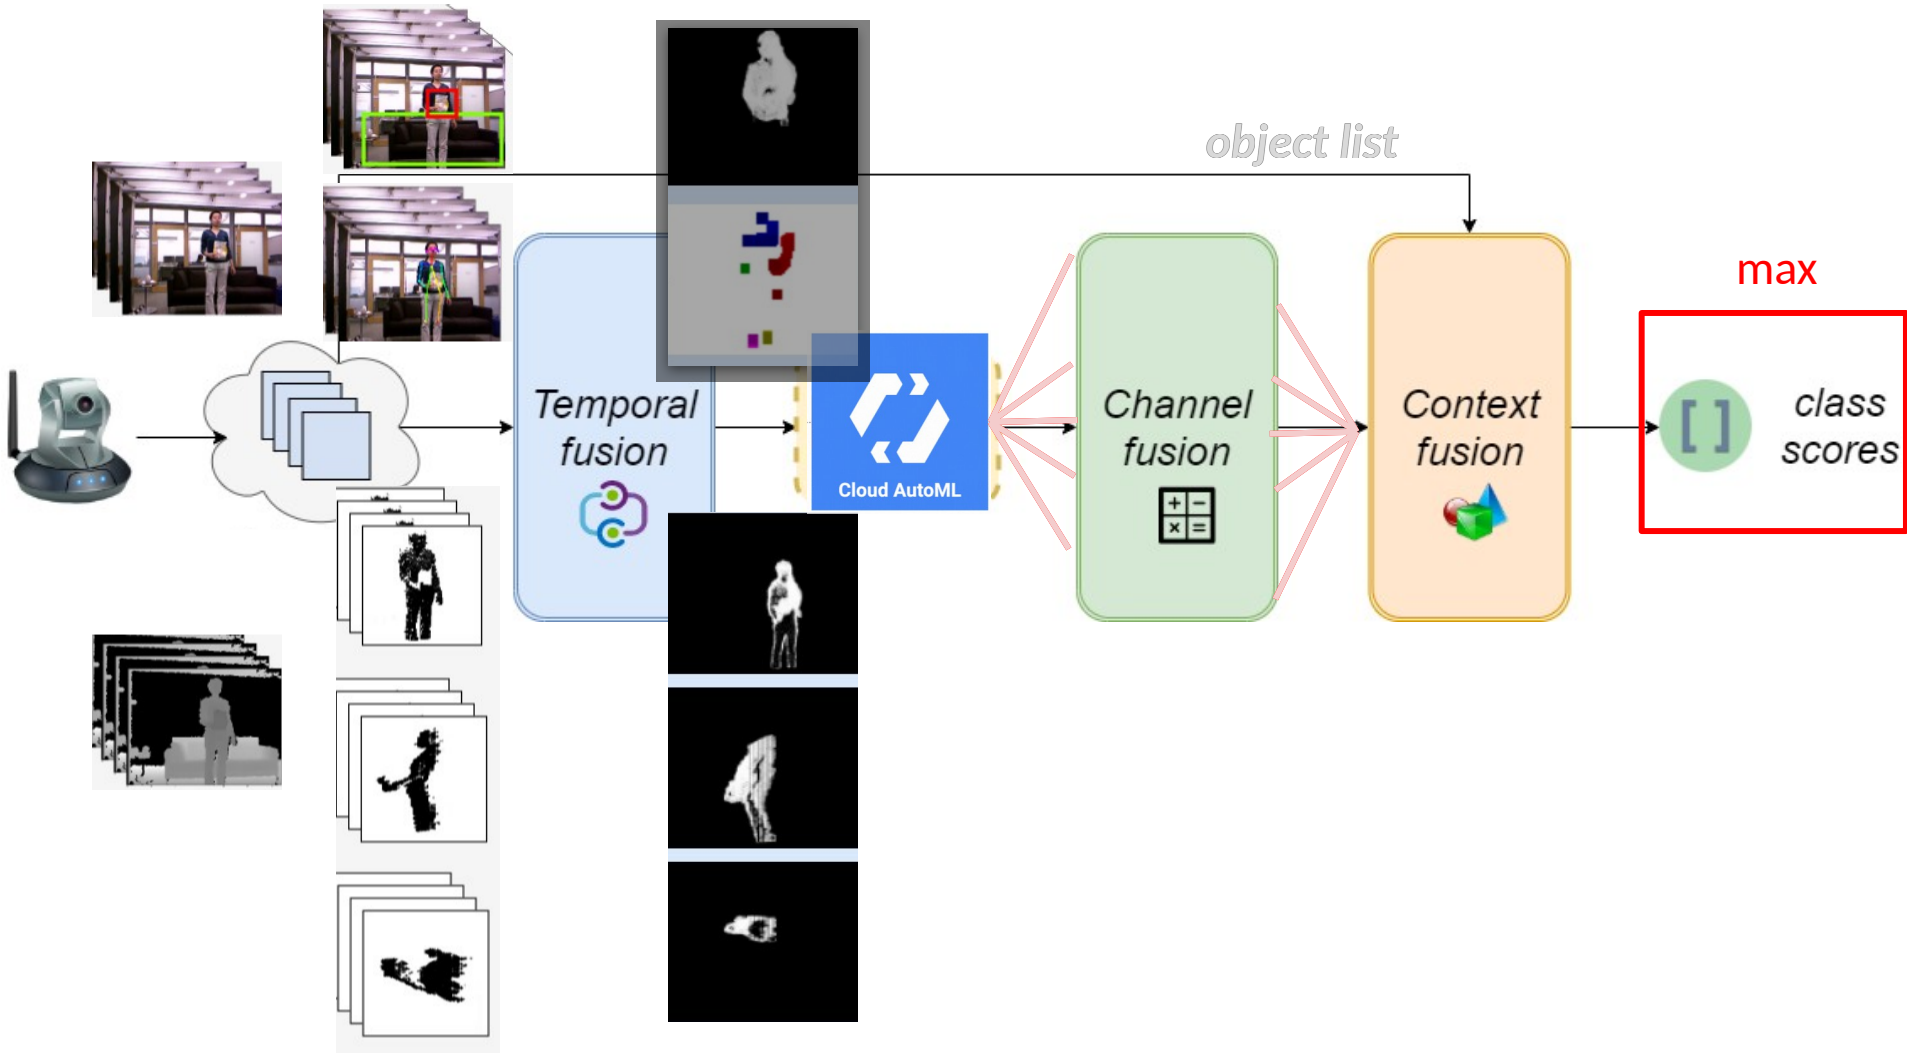 object list
max
Temporal
fusion
Cloud AutoML
Channel
fusion
Context
fusion
[ ]
class
scores